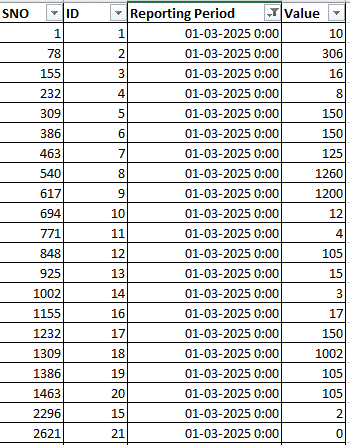 SNO ID Reporting Period Value
1 1 01-03-2025 0:00 10
78 2 01-03-2025 0:00 306
155 3 01-03-2025 0:00 16
232 4 01-03-2025 0:00 8
309 5 01-03-2025 0:00 150
386 6 01-03-2025 0:00 150
463 7 01-03-2025 0:00 125
540 8 01-03-2025 0:00 1260
617 9 01-03-2025 0:00 1200
694 10 01-03-2025 0:00 12
771 11 01-03-2025 0:00 4
848 12 01-03-2025 0:00 105
925 13 01-03-2025 0:00 15
1002 14 01-03-2025 0:00 3
1155 16 01-03-2025 0:00 17
1232 17 01-03-2025 0:00 150
1309 18 01-03-2025 0:00 1002
1386 19 01-03-2025 0:00 105
1463 20 01-03-2025 0:00 105
2296 15 01-03-2025 0:00 2
2621 21 01-03-2025 0:00 0